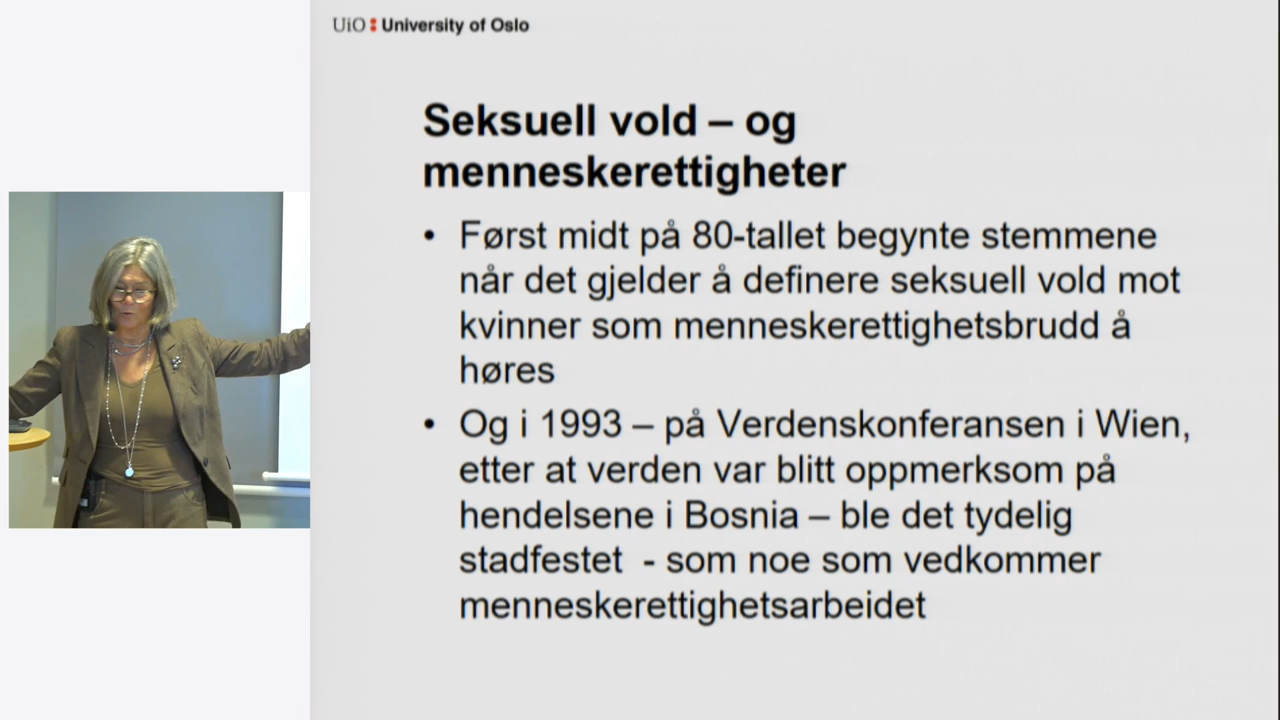 UiO University of Oslo
Seksuell vold – og
menneskerettigheter
• Først midt på 80-tallet begynte stemmene
når det gjelder å definere seksuell vold mot
kvinner som menneskerettighetsbrudd å
høres
• Og i 1993 – på Verdenskonferansen i Wien,
etter at verden var blitt oppmerksom på
hendelsene i Bosnia – ble det tydelig
stadfestet - som noe som vedkommer
menneskerettighetsarbeidet